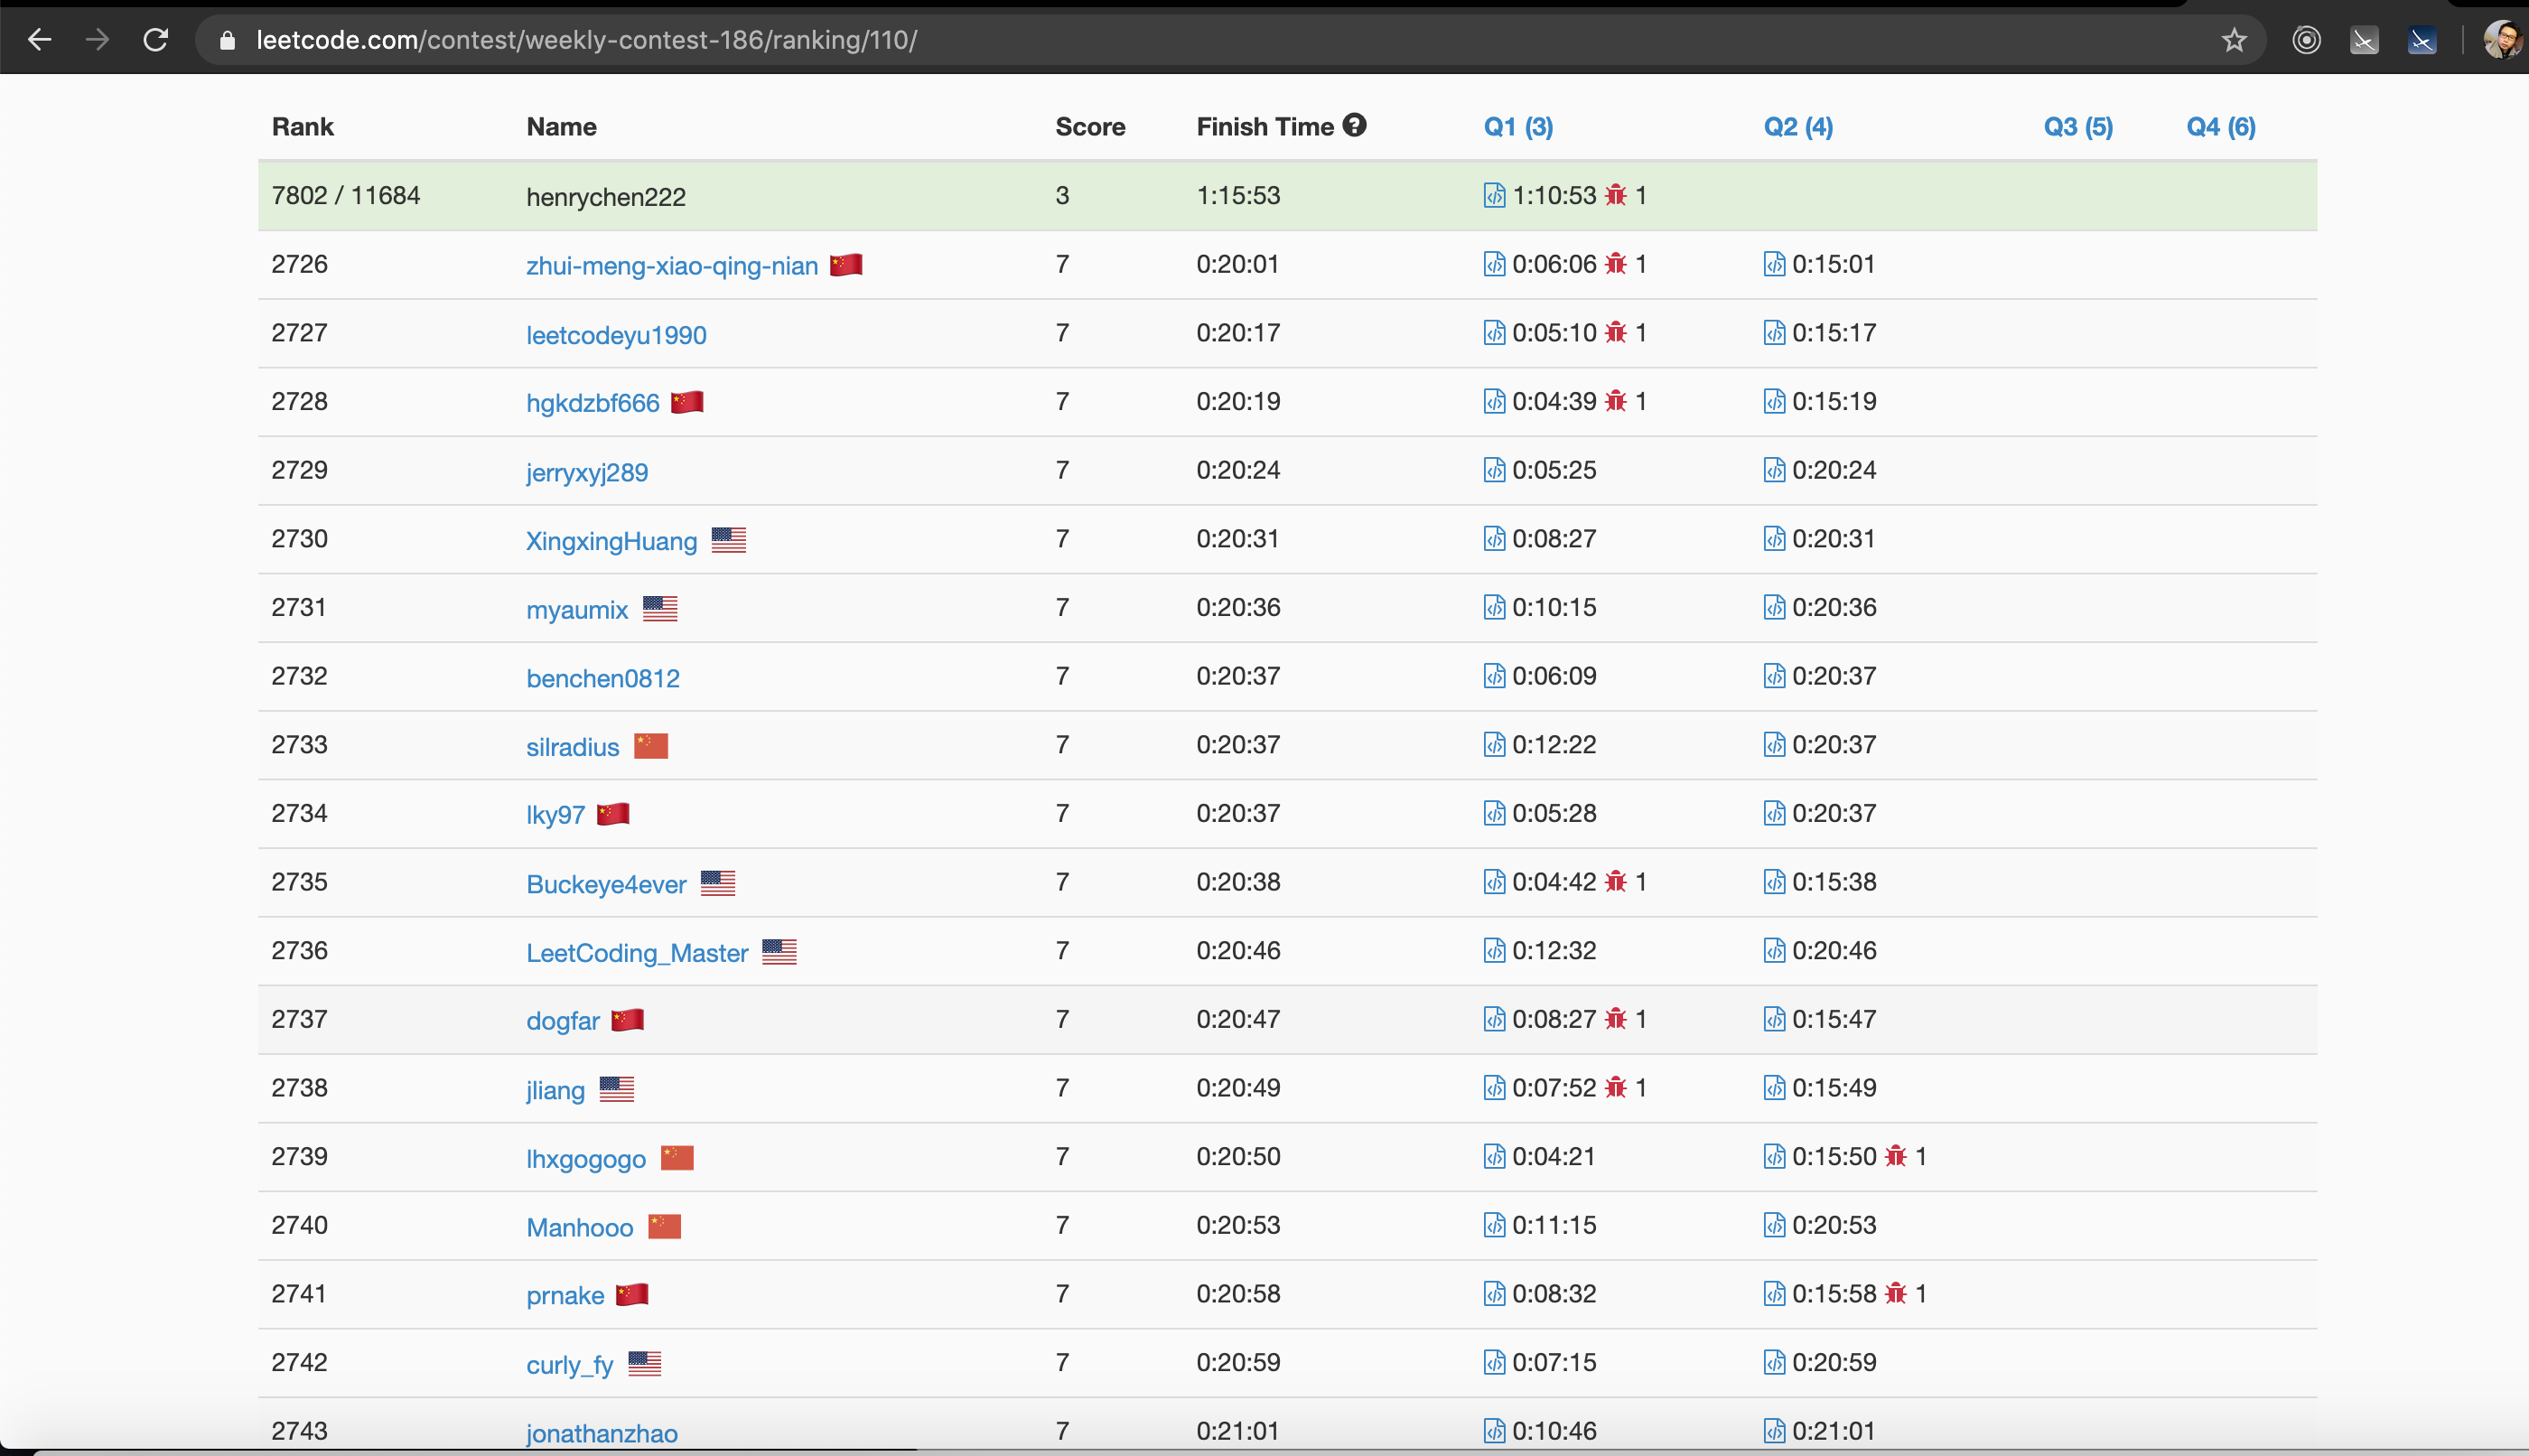 leetcode.com/contest/weekly-contest-186/ranking/110/
Rank Name Score Finish Time Q1 (3) Q2 (4) Q3 (5) Q4 (6)
7802 / 11684 henrychen222 3 1:15:53 1:10:53 1
2726 zhui-meng-xiao-qing-nian 7 0:20:01 0:06:06 1 0:15:01
2727 leetcodeyu1990 7 0:20:17 0:05:10 1 0:15:17
2728 hgkdzbf666 7 0:20:19 0:04:39 1 0:15:19
2729 jerryxyj289 7 0:20:24 0:05:25 0:20:24
2730 XingxingHuang 7 0:20:31 0:08:27 0:20:31
2731 myaumix 7 0:20:36 0:10:15 0:20:36
2732 benchen0812 7 0:20:37 0:06:09 0:20:37
2733 silradius 7 0:20:37 0:12:22 0:20:37
2734 lky97 7 0:20:37 0:05:28 0:20:37
2735 Buckeye4ever 7 0:20:38 0:04:42 1 0:15:38
2736 LeetCoding_Master 7 0:20:46 0:12:32 0:20:46
2737 dogfar 7 0:20:47 0:08:27 1 0:15:47
2738 jliang 7 0:20:49 0:07:52 1 0:15:49
2739 lhxgogogo 7 0:20:50 0:04:21 0:15:50 1
2740 Manhooo 7 0:20:53 0:11:15 0:20:53
2741 prnake 7 0:20:58 0:08:32 0:15:58 1
2742 curly_fy 7 0:20:59 0:07:15 0:20:59
2743 jonathanzhao 7 0:21:01 0:10:46 0:21:01